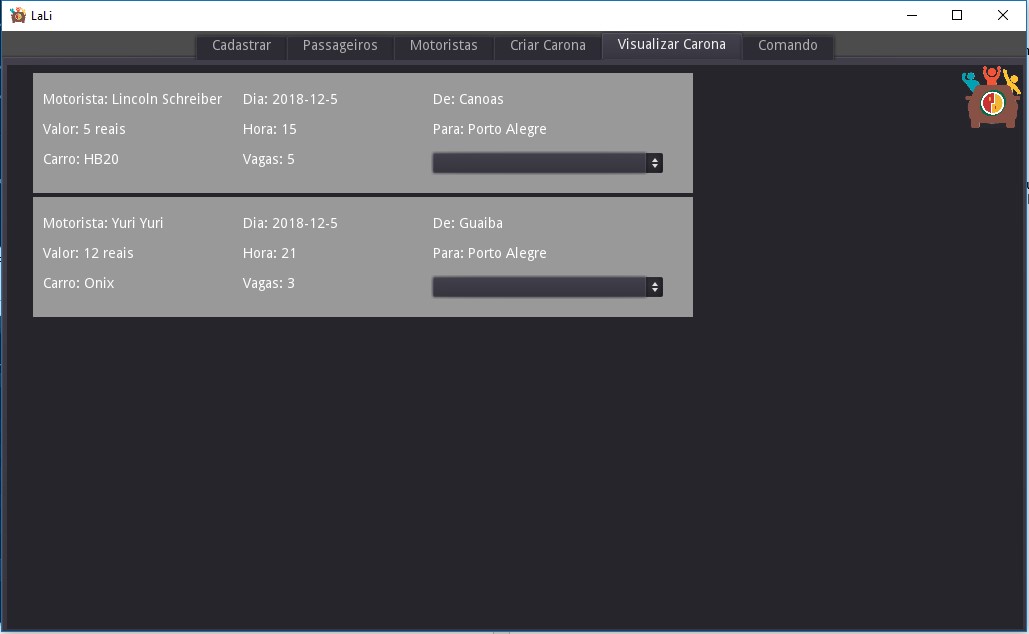 LaLi
Cadastrar Passageiros Motoristas Criar Carona Visualizar Carona Comando
Motorista: Lincoln Schreiber Dia: 2018-12-5 De: Canoas
Valor: 5 reais Hora: 15 Para: Porto Alegre
Carro: HB20 Vagas: 5
Motorista: Yuri Yuri Dia: 2018-12-5 De: Guaiba
Valor: 12 reais Hora: 21 Para: Porto Alegre
Carro: Onix Vagas: 3